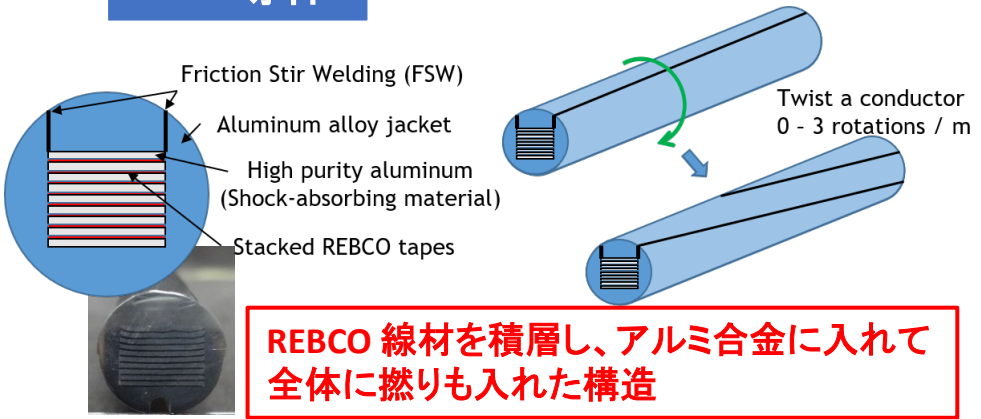 Friction Stir Welding (FSW)
Aluminum alloy jacket
High purity aluminum
(Shock-absorbing material)
Stacked REBCO tapes
Twist a conductor
0 - 3 rotations / m
REBCO 線材を積層し、アルミ合金に入れて
全体に撚りも入れた構造